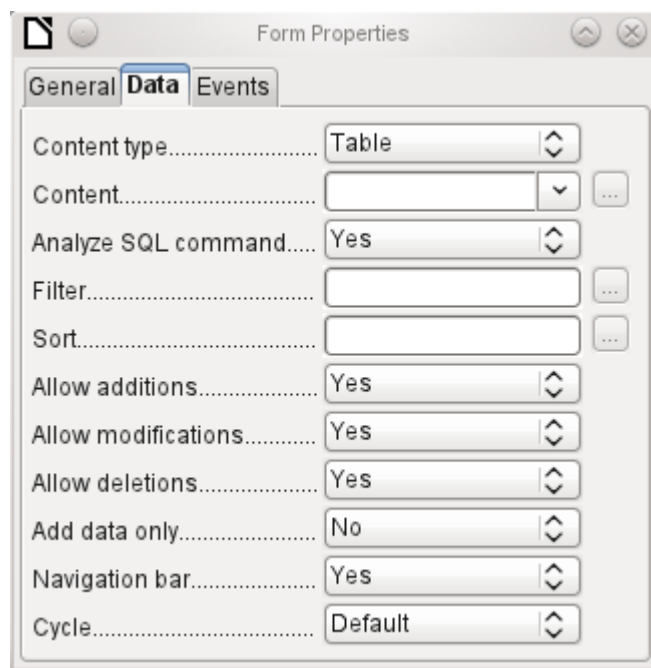 Form Properties
General Data Events
Content type........................ Table
Content.............................. ...
Analyze SQL command..... Yes
Filter.................................... ...
Sort..................................... ...
Allow additions................... Yes
Allow modifications............ Yes
Allow deletions................... Yes
Add data only...................... No
Navigation bar.................... Yes
Cycle................................... Default